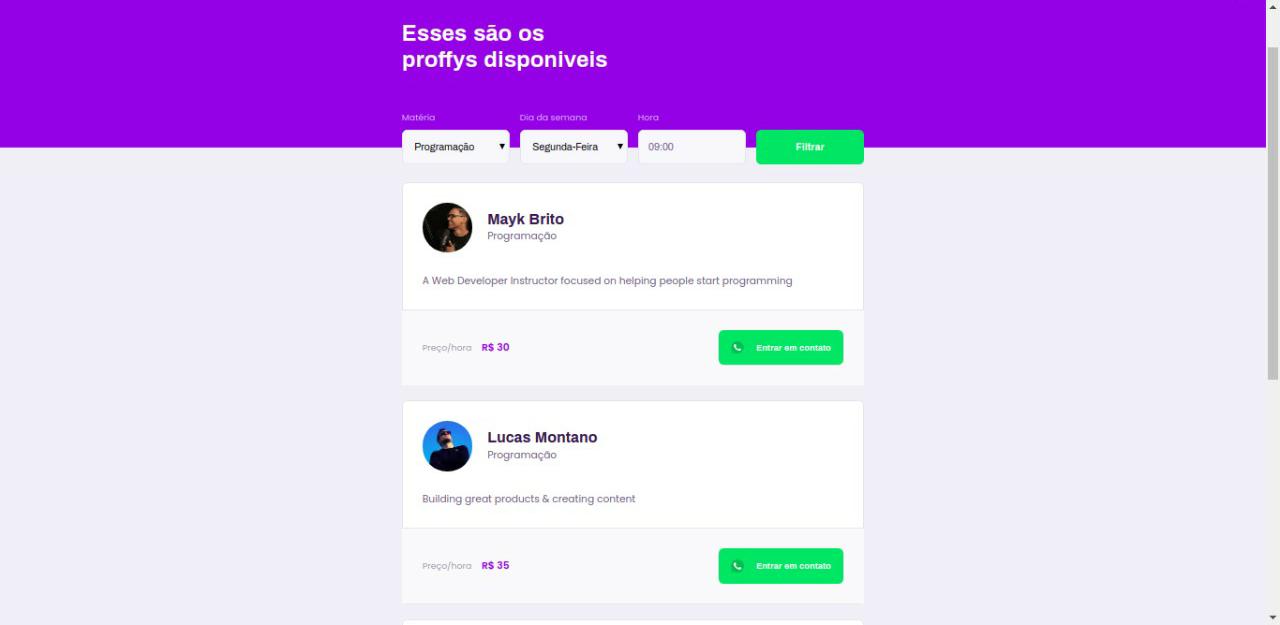 Esses são os
proffys disponiveis
Matéria Dia da semana Hora
Programação Segunda-Feira 09:00 Filtrar
Mayk Brito
Programação
A Web Developer Instructor focused on helping people start programming
Preço/hora R$ 30 Entrar em contato
Lucas Montano
Programação
Building great products & creating content
Preço/hora R$ 35 Entrar em contato